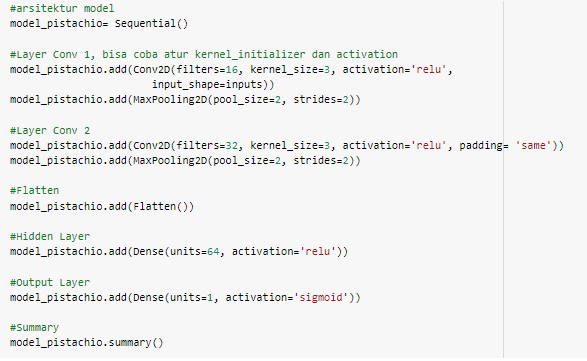 #arsitektur model
model_pistachio= Sequential()
#Layer Conv 1, bisa coba atur kernel_initializer dan activation
model_pistachio.add(Conv2D(filters=16, kernel_size=3, activation='relu',
input_shape=inputs))
model_pistachio.add(MaxPooling2D(pool_size=2, strides=2))
#Layer Conv 2
model_pistachio.add(Conv2D(filters=32, kernel_size=3, activation='relu', padding= 'same'))
model_pistachio.add(MaxPooling2D(pool_size=2, strides=2))
#Flatten
model_pistachio.add(Flatten())
#Hidden Layer
model_pistachio.add(Dense(units=64, activation='relu'))
#Output Layer
model_pistachio.add(Dense(units=1, activation='sigmoid'))
#Summary
model_pistachio.summary()